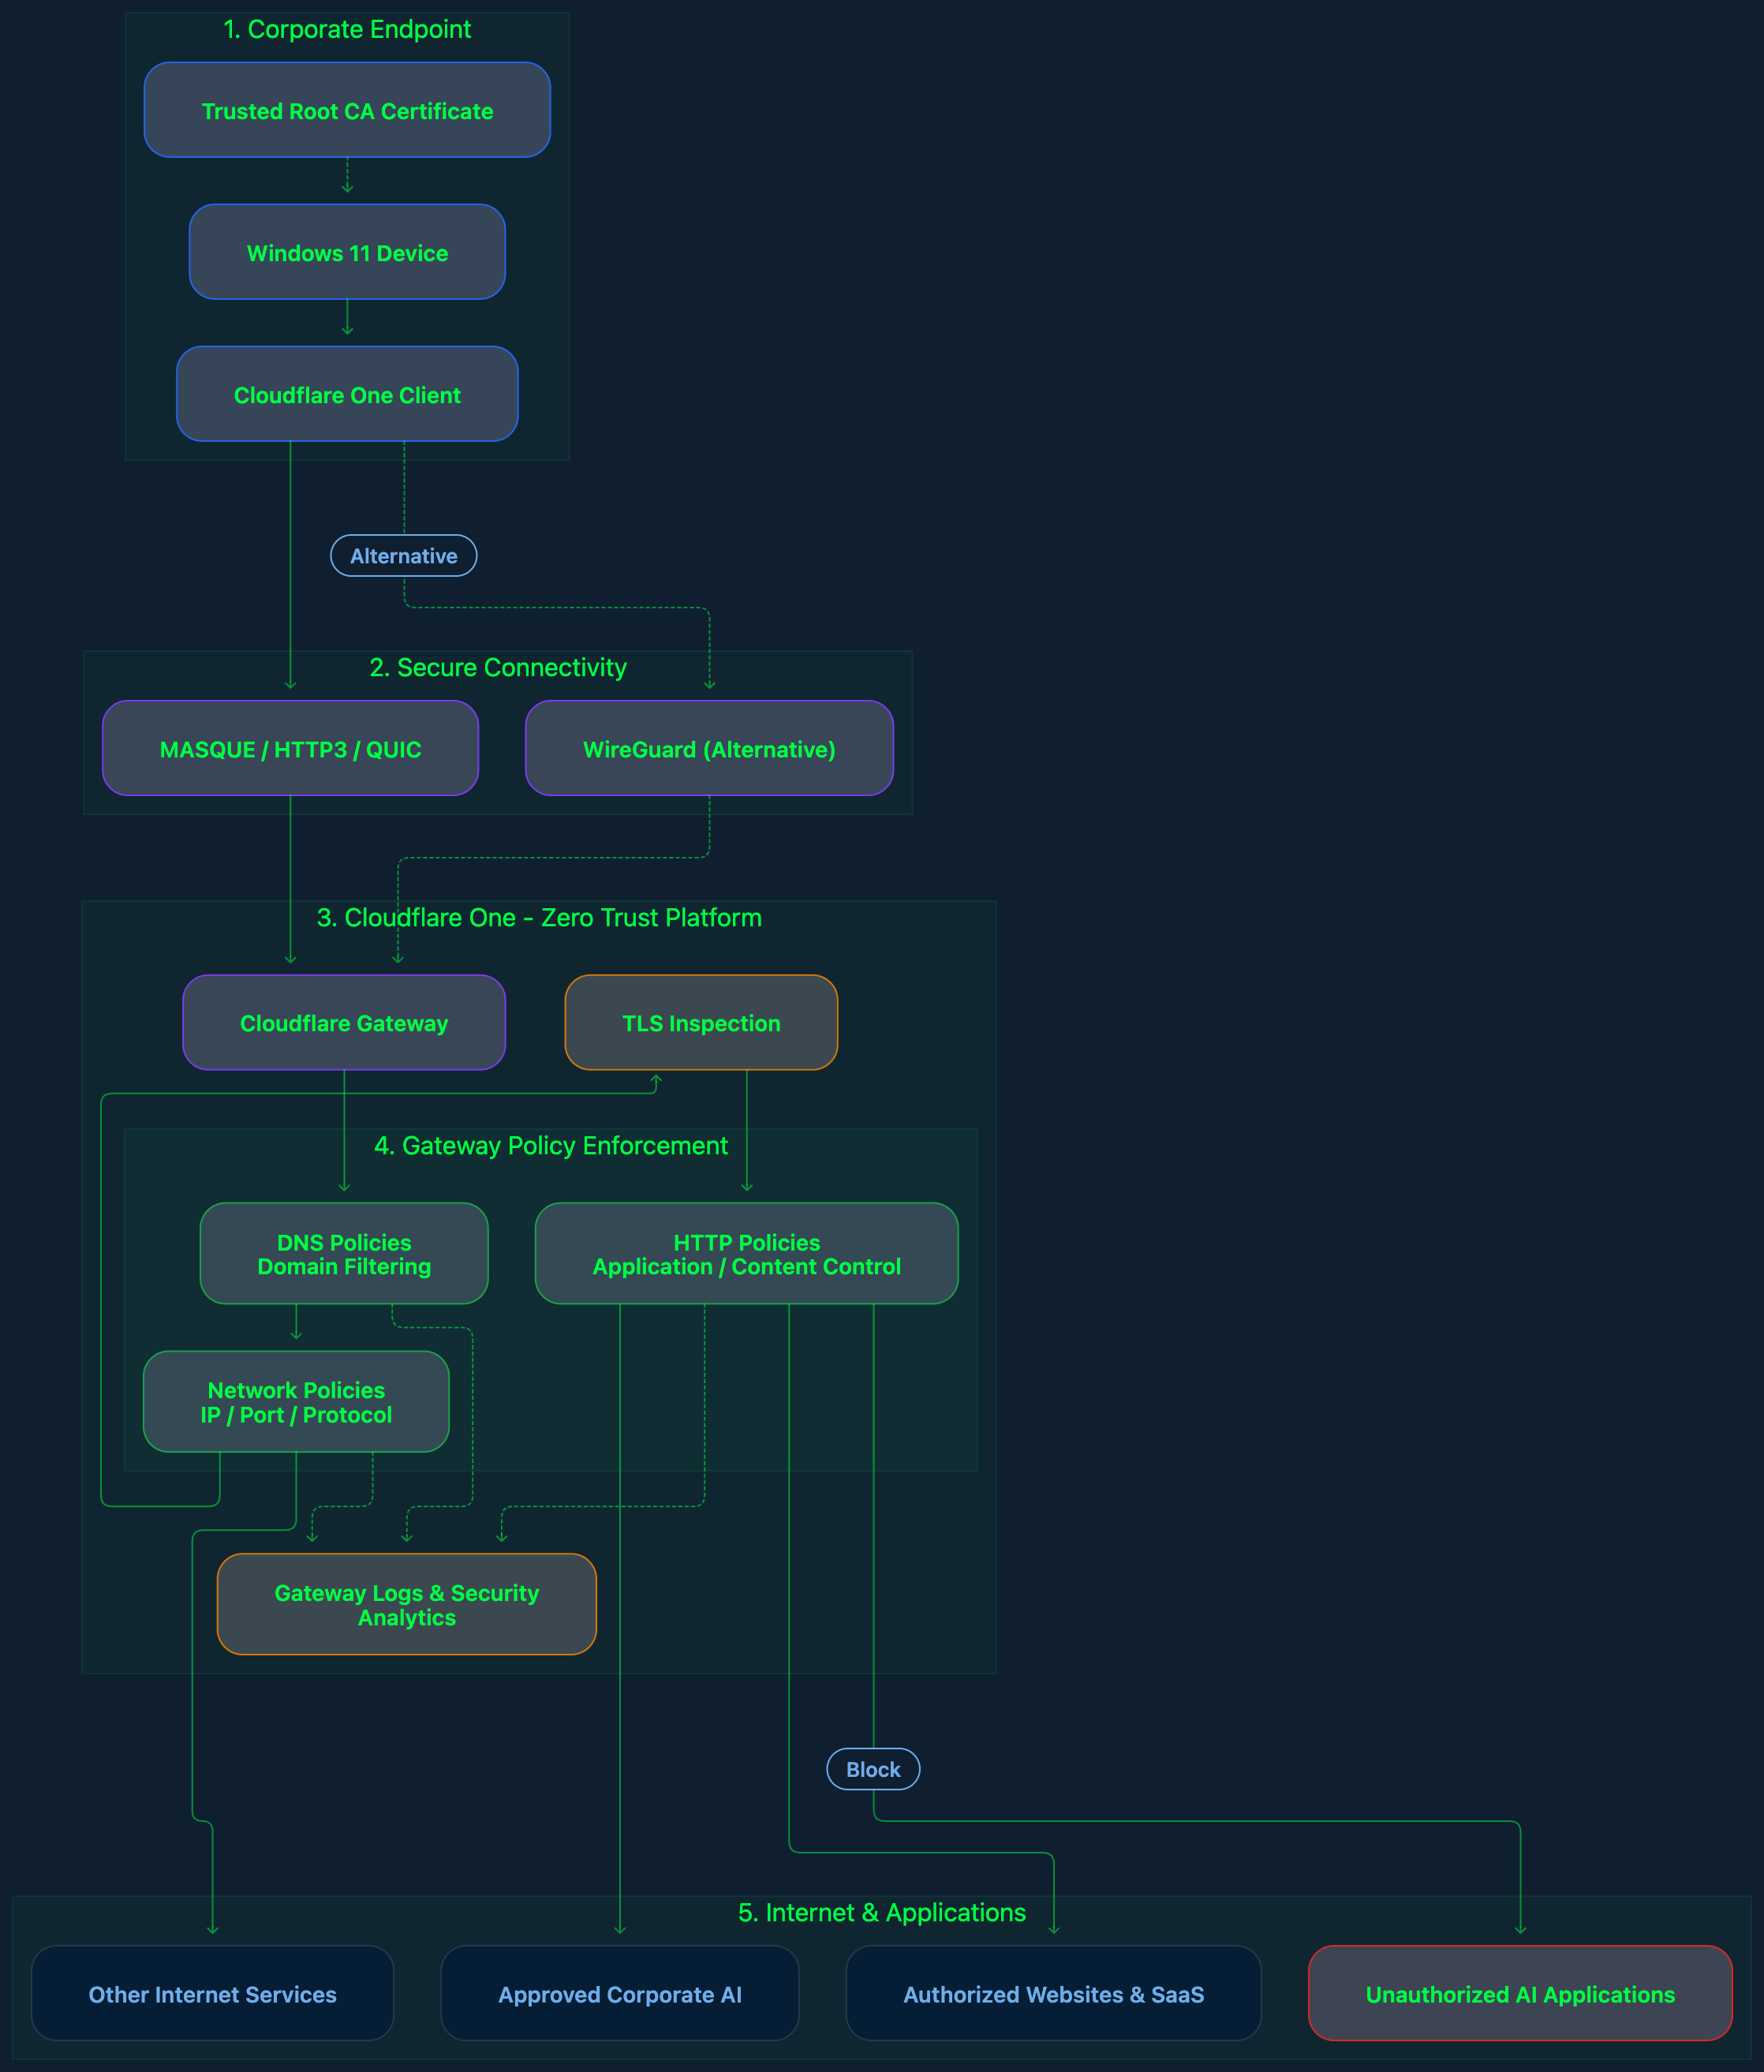 1. Corporate Endpoint
Trusted Root CA Certificate
Windows 11 Device
Cloudflare One Client
Alternative
2. Secure Connectivity
MASQUE / HTTP3 / QUIC
WireGuard (Alternative)
3. Cloudflare One - Zero Trust Platform
Cloudflare Gateway
TLS Inspection
4. Gateway Policy Enforcement
DNS Policies
Domain Filtering
HTTP Policies
Application / Content Control
Network Policies
IP / Port / Protocol
Gateway Logs & Security
Analytics
Block
5. Internet & Applications
Other Internet Services
Approved Corporate AI
Authorized Websites & SaaS
Unauthorized AI Applications